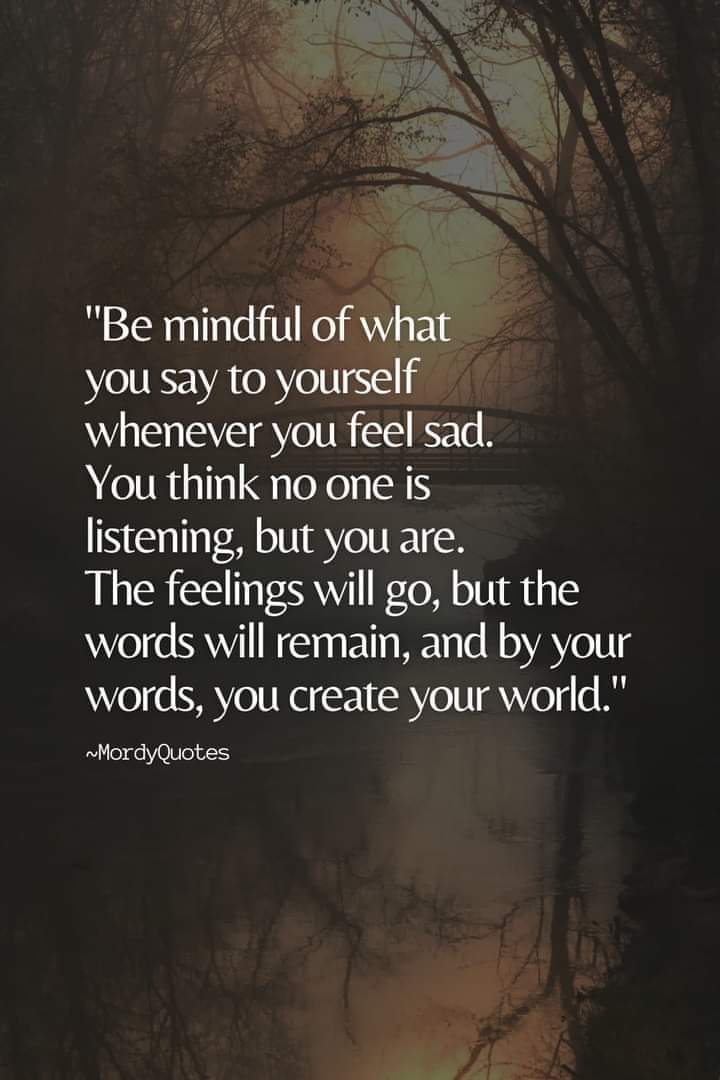 "Be mindful of what
you say to yourself
whenever you feel sad.
You think no one is
listening, but you are.
The feelings will go, but the
words will remain, and by your
words, you create your world."
~MordyQuotes